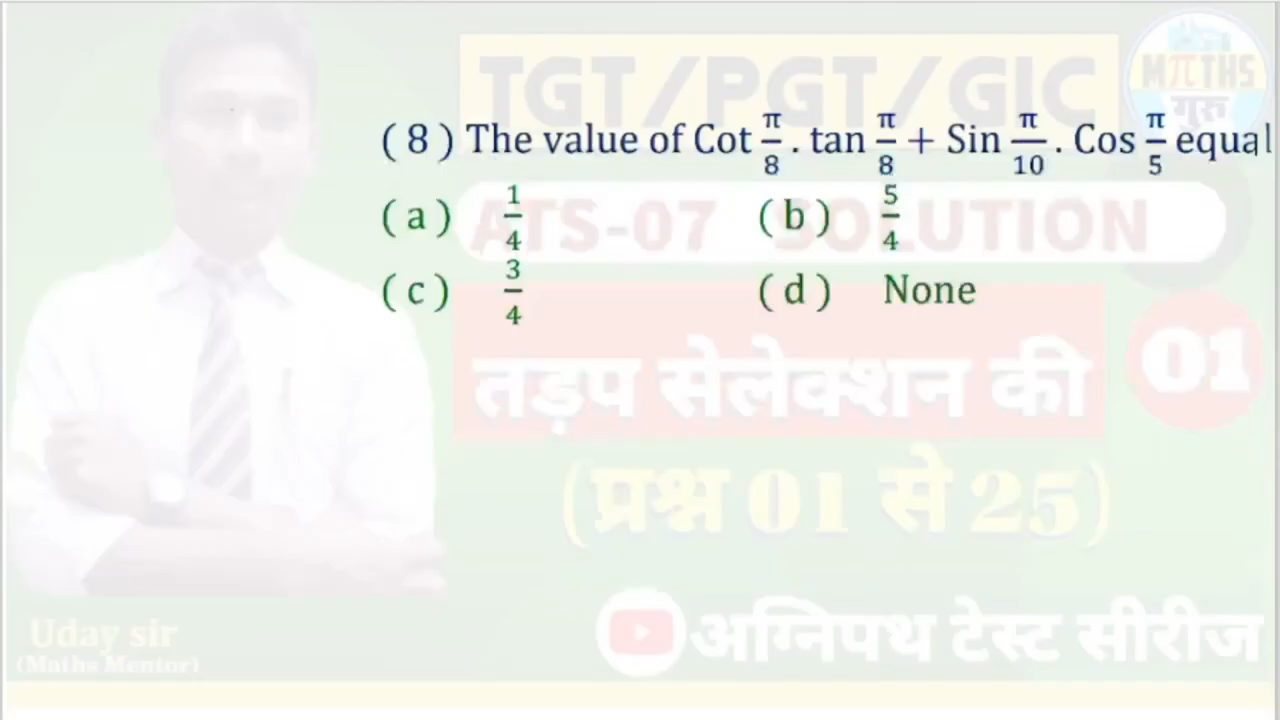 TGT/PGT/GIC
MπTHS
गुरु
( 8 ) The value of Cot π/8 . tan π/8 + Sin π/10 . Cos π/5 equal
( a ) 1/4 ( b ) 5/4
ATS-07 SOLUTION
( c ) 3/4 ( d ) None
तड़प सेलेक्शन की
01
(प्रश्न 01 से 25)
Uday sir
(Maths Mentor)
अग्निपथ टेस्ट सीरीज